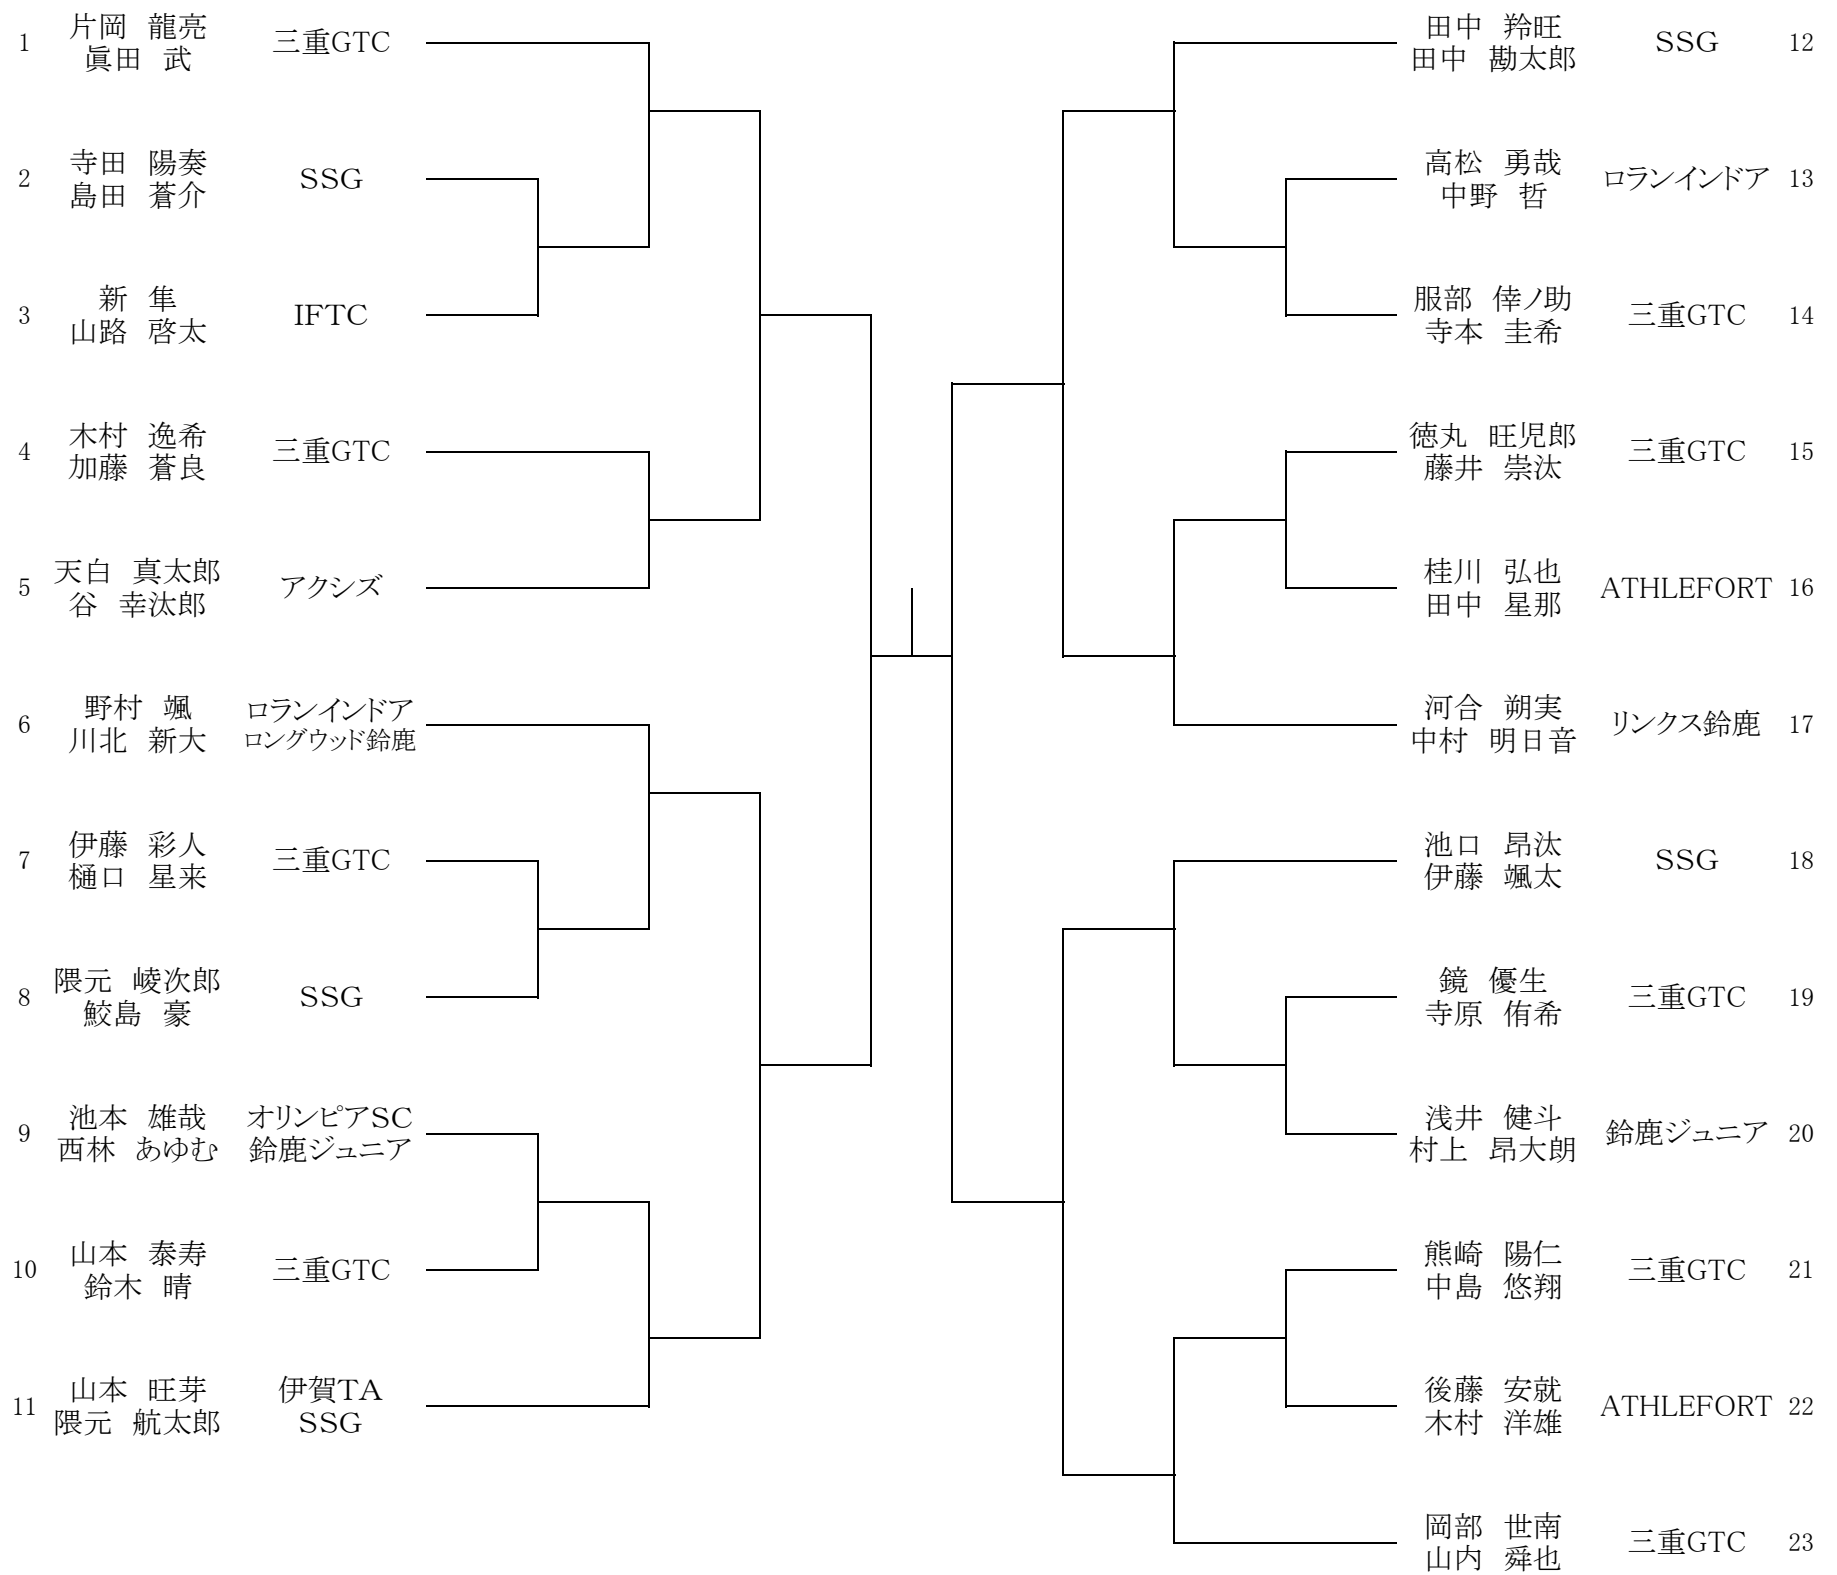 1 片岡 龍亮 三重GTC
眞田 武
2 寺田 陽奏 SSG
島田 蒼介
3 新 隼 IFTC
山路 啓太
4 木村 逸希 三重GTC
加藤 蒼良
5 天白 真太郎 アクシズ
谷 幸汰郎
6 野村 颯 ロランインドア
川北 新大 ロングウッド鈴鹿
7 伊藤 彩人 三重GTC
樋口 星来
8 隈元 崚次郎 SSG
鮫島 豪
9 池本 雄哉 オリンピアSC
西林 あゆむ 鈴鹿ジュニア
10 山本 泰寿 三重GTC
鈴木 晴
11 山本 旺芽 伊賀TA
隈元 航太郎 SSG
田中 羚旺 SSG 12
田中 勘太郎
高松 勇哉 ロランインドア 13
中野 哲
服部 倖ノ助 三重GTC 14
寺本 圭希
徳丸 旺児郎 三重GTC 15
藤井 崇汰
桂川 弘也 ATHLEFORT 16
田中 星那
河合 朔実 リンクス鈴鹿 17
中村 明日音
池口 昂汰 SSG 18
伊藤 颯太
鏡 優生 三重GTC 19
寺原 侑希
浅井 健斗 鈴鹿ジュニア 20
村上 昂大朗
熊崎 陽仁 三重GTC 21
中島 悠翔
後藤 安就 ATHLEFORT 22
木村 洋雄
岡部 世南 三重GTC 23
山内 舜也